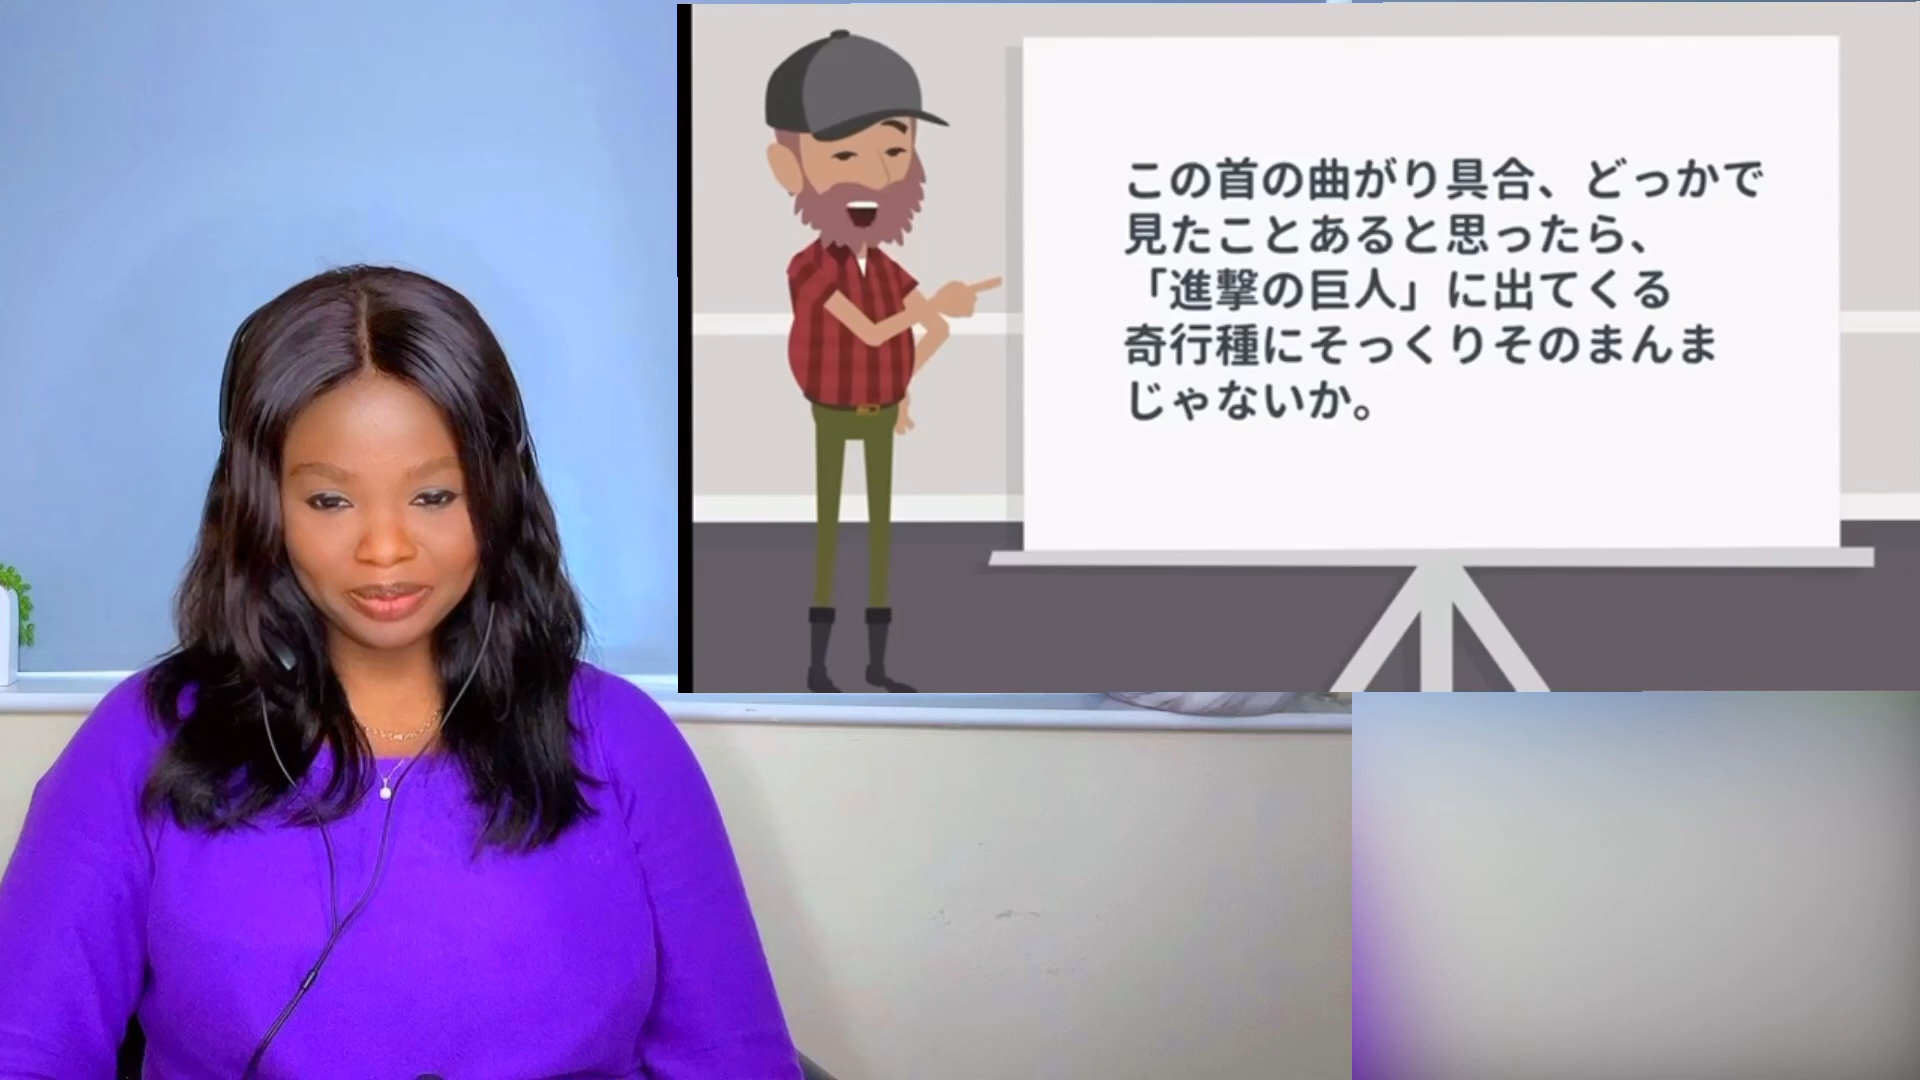 この首の曲がり具合、どっかで
見たことあると思ったら、
「進撃の巨人」に出てくる
奇行種にそっくりそのまんま
じゃないか。